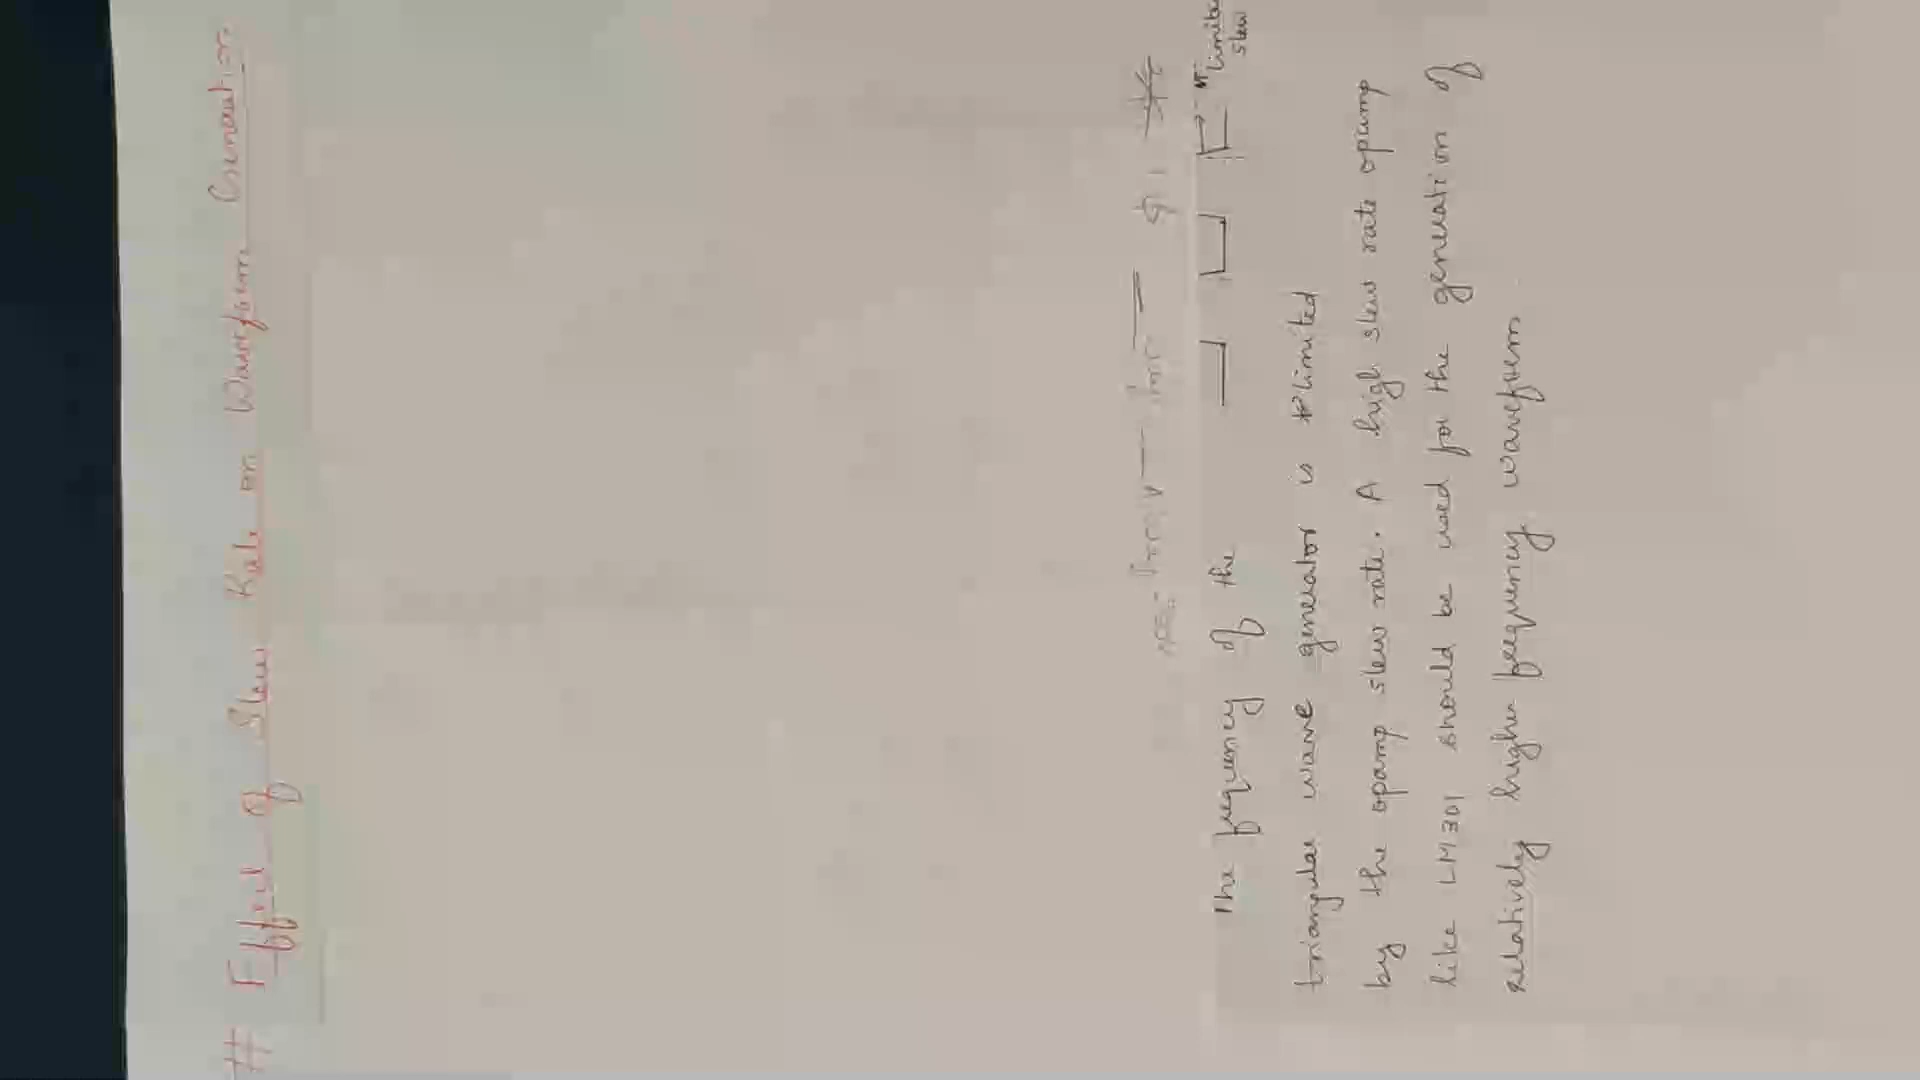 # Effect of Slew Rate on Waveform Generation
limited
slew
The frequency of the
triangular wave generator is limited
by the opamp slew rate. A high slew rate opamp
like LM301 should be used for the generation of
relatively higher frequency waveform